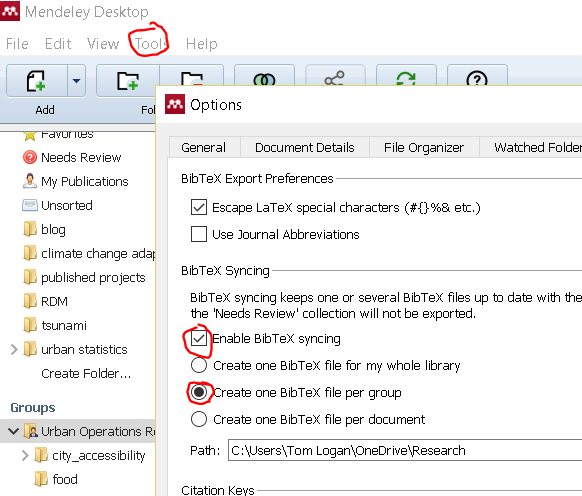 Mendeley Desktop
File Edit View Tools Help
Add
Options
General Document Details File Organizer Watched Folder
Favorites
Needs Review
My Publications
Unsorted
blog
climate change adap
published projects
RDM
tsunami
urban statistics
Create Folder...
Groups
Urban Operations Re
city_accessibility
food
BibTeX Export Preferences
Escape LaTeX special characters (#{}%& etc.)
Use Journal Abbreviations
BibTeX Syncing
BibTeX syncing keeps one or several BibTeX files up to date with the
the 'Needs Review' collection will not be exported.
Enable BibTeX syncing
Create one BibTeX file for my whole library
Create one BibTeX file per group
Create one BibTeX file per document
Path: C:\Users\Tom Logan\OneDrive\Research
Citation Keys